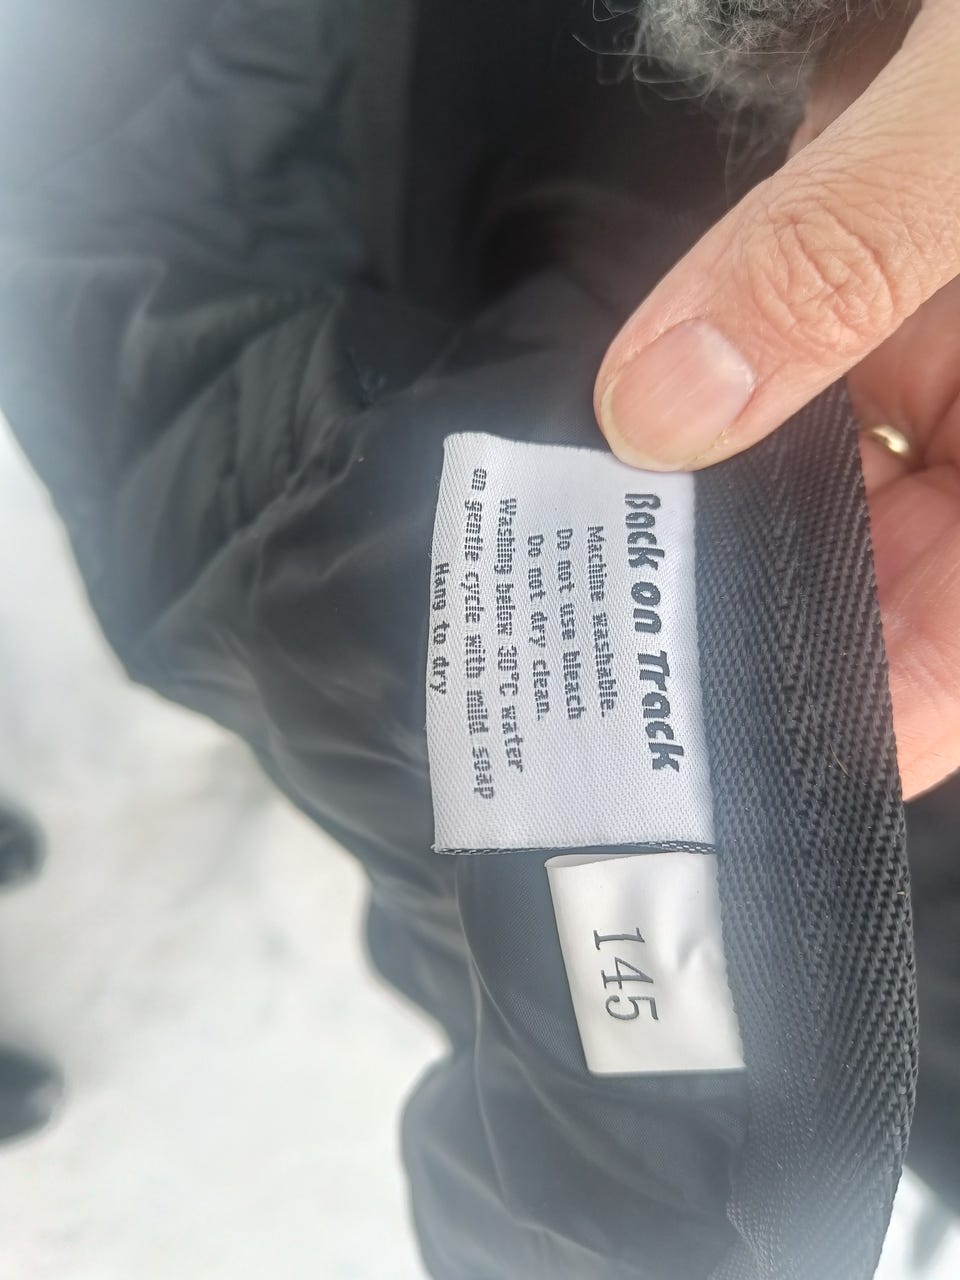 Back on Track
Machine washable.
Do not use bleach
Do not dry clean.
Washing below 30°C water
on gentle cycle with mild soap
Hang to dry
145